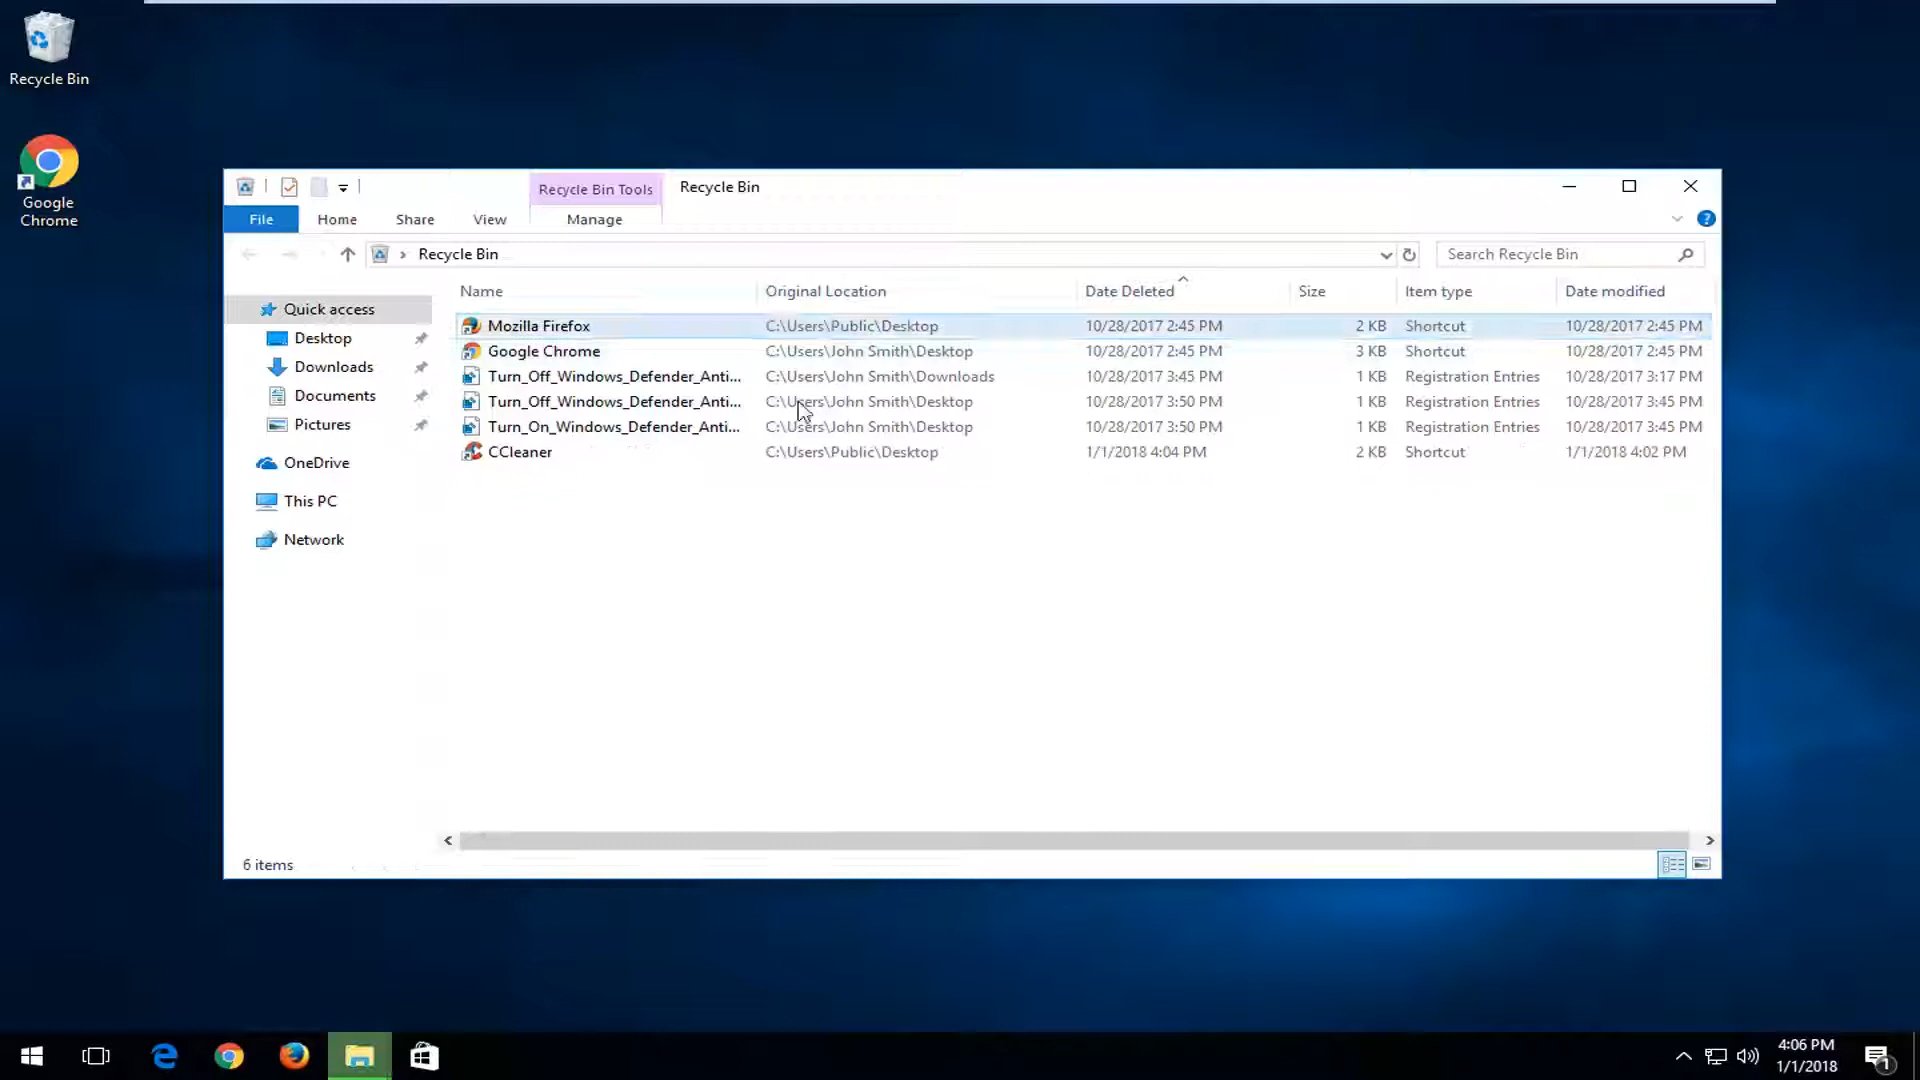 Recycle Bin
Google
Chrome
Recycle Bin Tools
Recycle Bin
File
Home
Share
View
Manage
Recycle Bin
Search Recycle Bin
Name
Original Location
Date Deleted
Size
Item type
Date modified
Quick access
Desktop
Downloads
Documents
Pictures
OneDrive
This PC
Network
Mozilla Firefox C:\Users\Public\Desktop 10/28/2017 2:45 PM 2 KB Shortcut 10/28/2017 2:45 PM
Google Chrome C:\Users\John Smith\Desktop 10/28/2017 2:45 PM 3 KB Shortcut 10/28/2017 2:45 PM
Turn_Off_Windows_Defender_Anti... C:\Users\John Smith\Downloads 10/28/2017 3:45 PM 1 KB Registration Entries 10/28/2017 3:17 PM
Turn_Off_Windows_Defender_Anti... C:\Users\John Smith\Desktop 10/28/2017 3:50 PM 1 KB Registration Entries 10/28/2017 3:45 PM
Turn_On_Windows_Defender_Anti... C:\Users\John Smith\Desktop 10/28/2017 3:50 PM 1 KB Registration Entries 10/28/2017 3:45 PM
CCleaner C:\Users\Public\Desktop 1/1/2018 4:04 PM 2 KB Shortcut 1/1/2018 4:02 PM
6 items
4:06 PM
1/1/2018
1